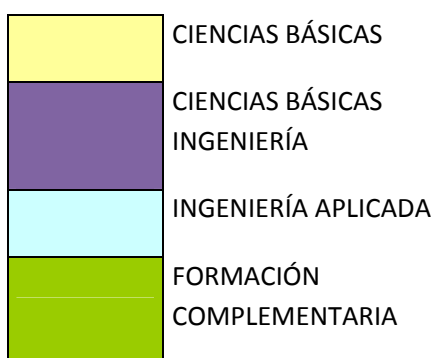 CIENCIAS BÁSICAS
CIENCIAS BÁSICAS
INGENIERÍA
INGENIERÍA APLICADA
FORMACIÓN
COMPLEMENTARIA